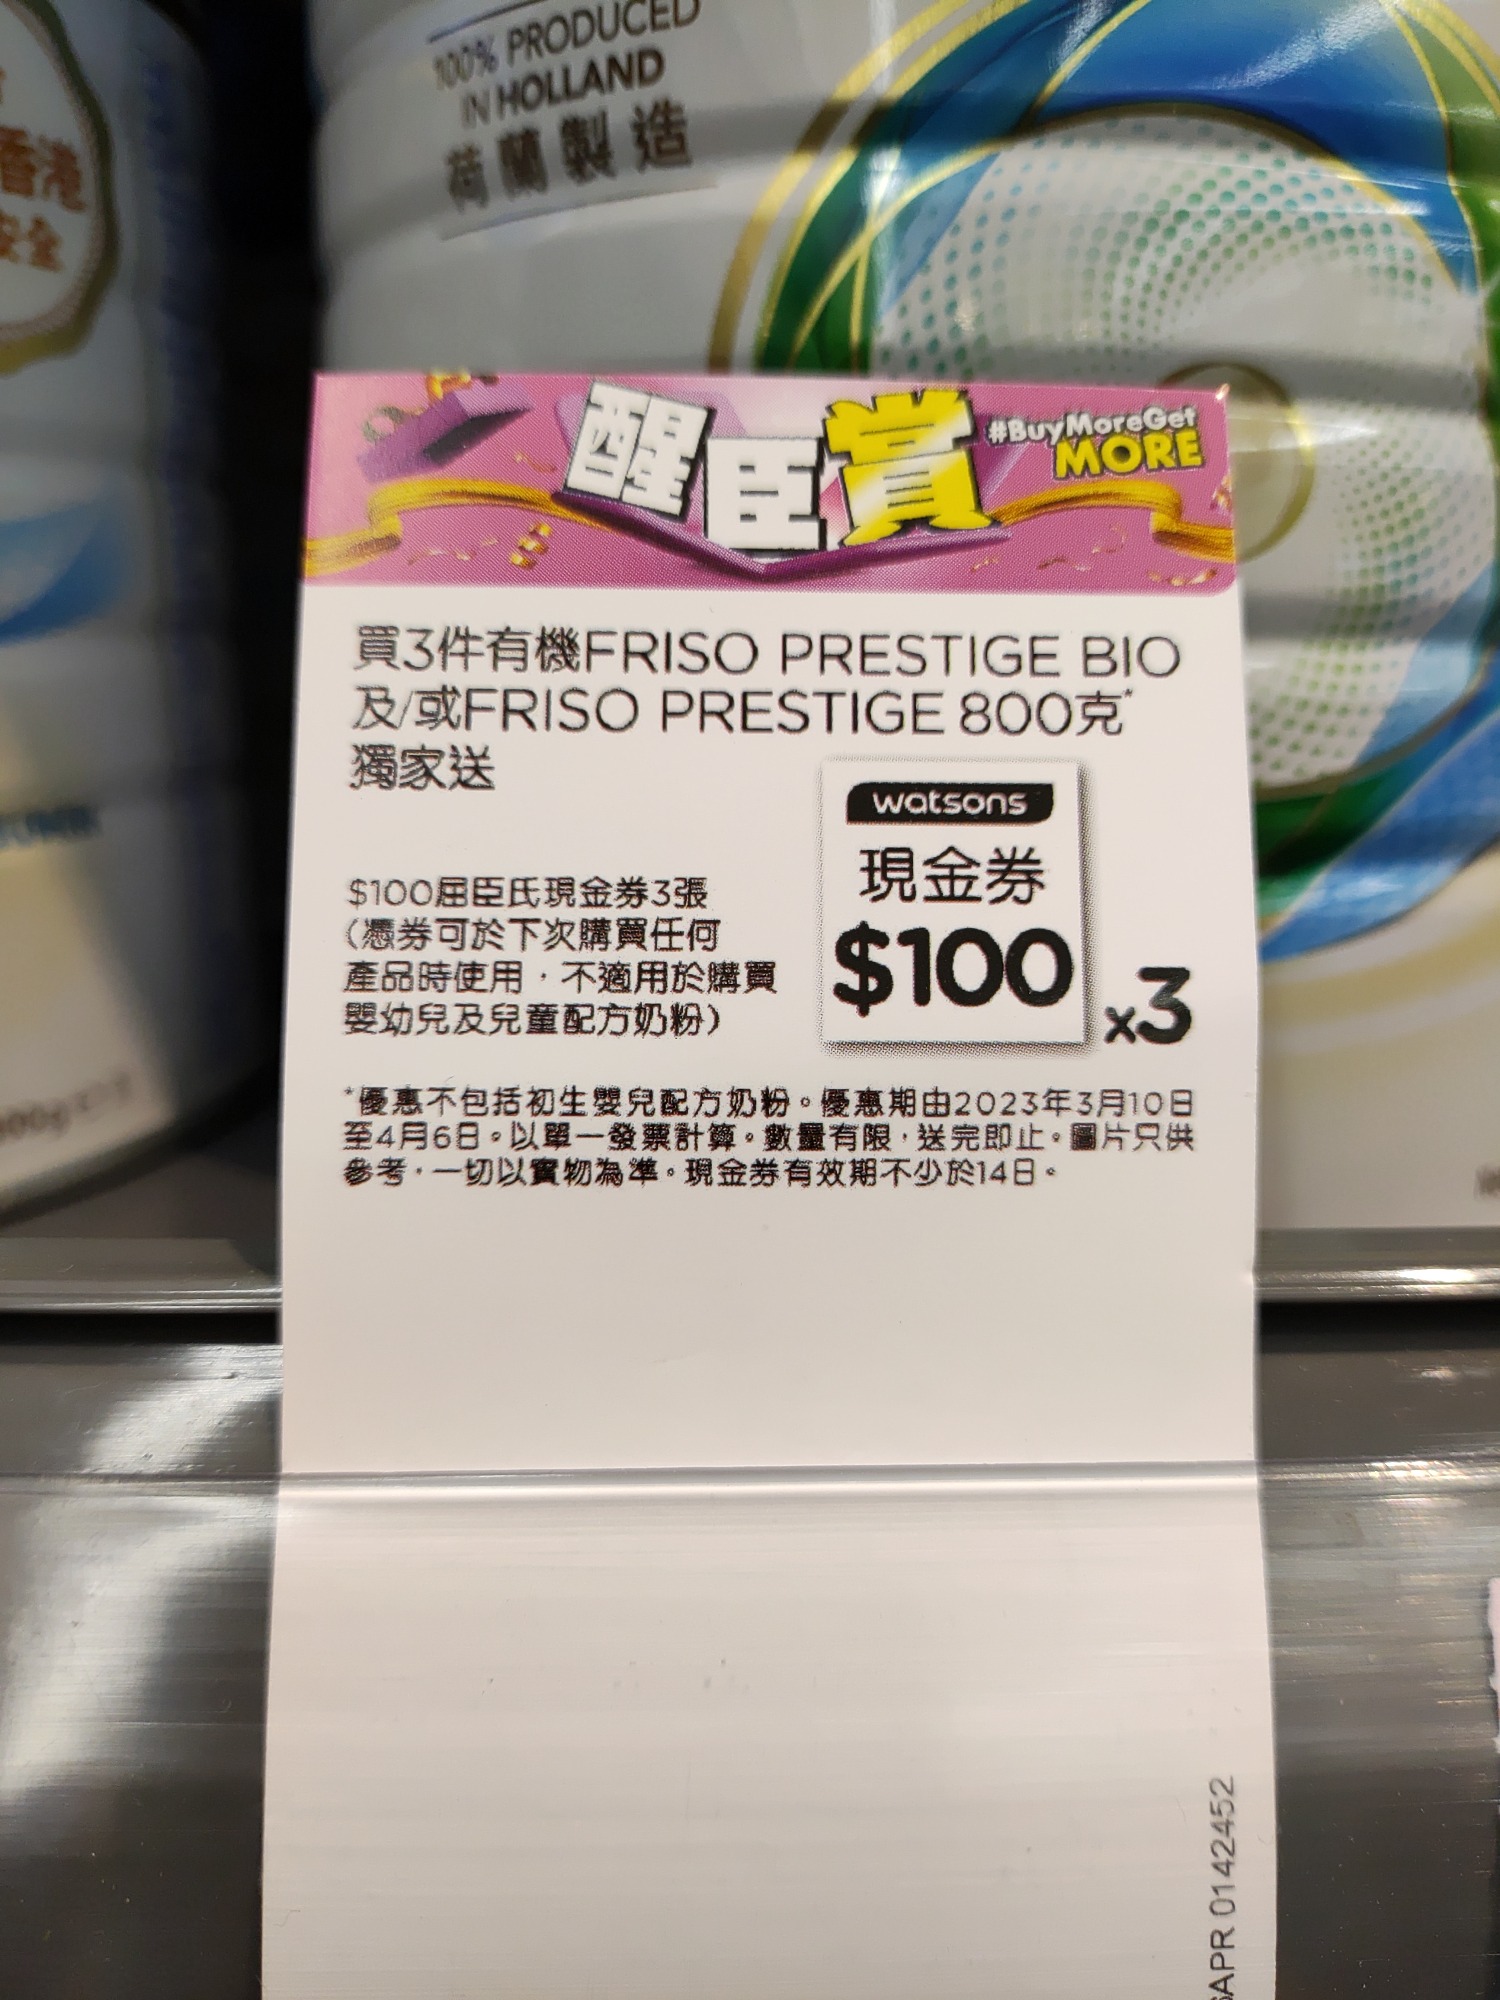 100% PRODUCED
IN HOLLAND
荷蘭製造
香港
安全
醒臣賞
#BuyMoreGet
MORE
買3件有機FRISO PRESTIGE BIO
及/或FRISO PRESTIGE 800克*
獨家送
watsons
現金券
$100
x3
$100屈臣氏現金券3張
(憑券可於下次購買任何
產品時使用,不適用於購買
嬰幼兒及兒童配方奶粉)
*優惠不包括初生嬰兒配方奶粉。優惠期由2023年3月10日
至4月6日。以單一發票計算。數量有限,送完即止。圖片只供
參考,一切以實物為準。現金券有效期不少於14日。
APR 0142452